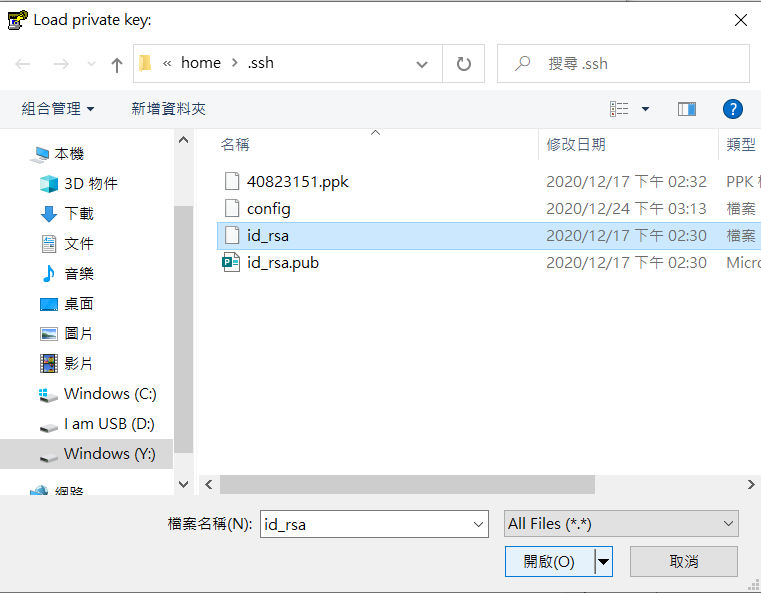 Load private key:
« home › .ssh
搜尋 .ssh
組合管理
新增資料夾
?
名稱
修改日期
類型
本機
3D 物件
下載
文件
音樂
桌面
圖片
影片
Windows (C:)
I am USB (D:)
Windows (Y:)
網路
40823151.ppk 2020/12/17 下午 02:32 PPK
config 2020/12/24 下午 03:13 檔案
id_rsa 2020/12/17 下午 02:30 檔案
id_rsa.pub 2020/12/17 下午 02:30 Micro
檔案名稱(N): id_rsa
All Files (*.*)
開啟(O)
取消